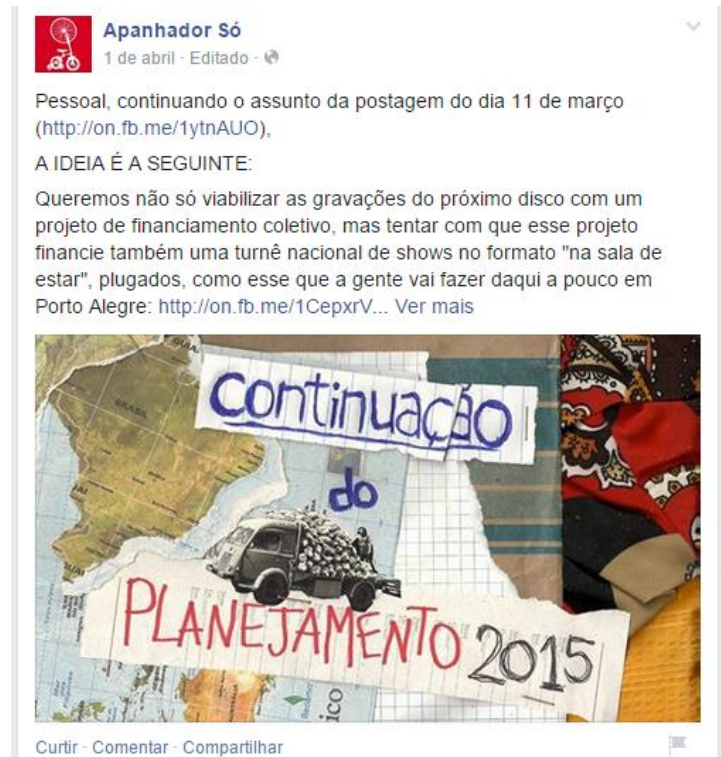 Apanhador Só
1 de abril · Editado ·
Pessoal, continuando o assunto da postagem do dia 11 de março
(http://on.fb.me/1ytnAUO),
A IDEIA É A SEGUINTE:
Queremos não só viabilizar as gravações do próximo disco com um
projeto de financiamento coletivo, mas tentar com que esse projeto
financie também uma turnê nacional de shows no formato "na sala de
estar", plugados, como esse que a gente vai fazer daqui a pouco em
Porto Alegre: http://on.fb.me/1CepxrV... Ver mais
BRASIL
continuação
do
PLANEJAMENTO 2015
ico
Curtir · Comentar · Compartilhar